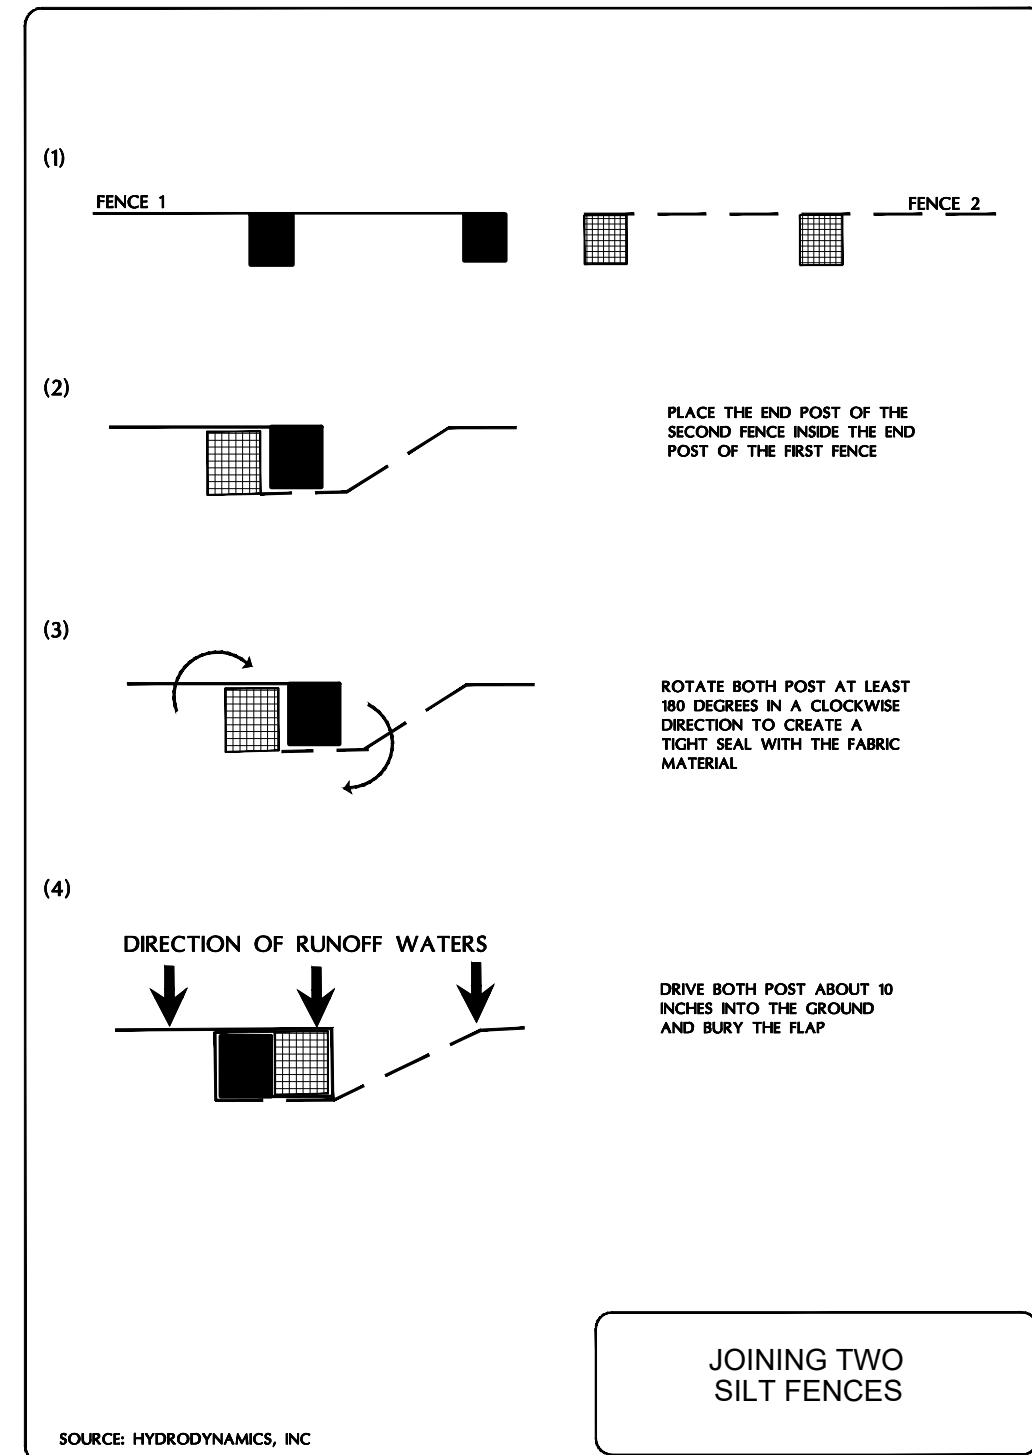 (1)
FENCE 1
FENCE 2
(2)
PLACE THE END POST OF THE
SECOND FENCE INSIDE THE END
POST OF THE FIRST FENCE
(3)
ROTATE BOTH POST AT LEAST
180 DEGREES IN A CLOCKWISE
DIRECTION TO CREATE A
TIGHT SEAL WITH THE FABRIC
MATERIAL
(4)
DIRECTION OF RUNOFF WATERS
DRIVE BOTH POST ABOUT 10
INCHES INTO THE GROUND
AND BURY THE FLAP
JOINING TWO
SILT FENCES
SOURCE: HYDRODYNAMICS, INC